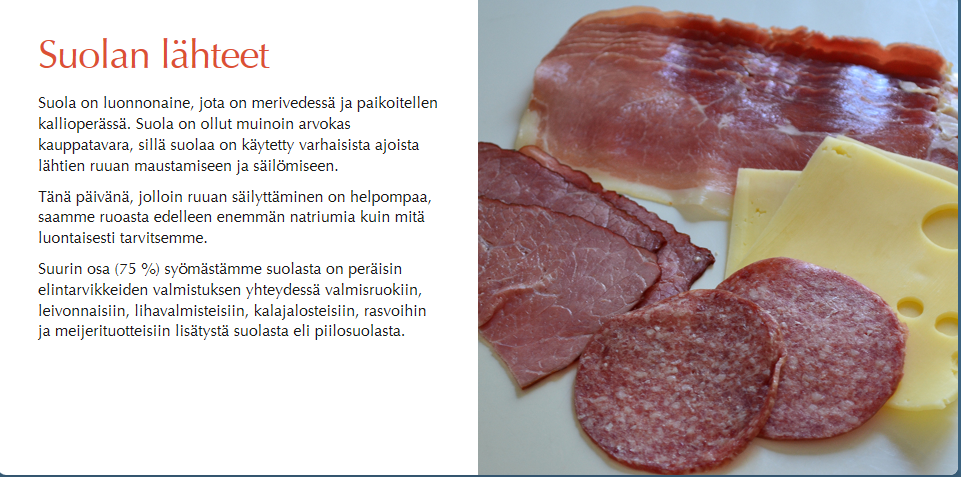 Suolan lähteet
Suola on luonnonaine, jota on merivedessä ja paikoitellen
kallioperässä. Suola on ollut muinoin arvokas
kauppatavara, sillä suolaa on käytetty varhaisista ajoista
lähtien ruuan maustamiseen ja säilömiseen.
Tänä päivänä, jolloin ruuan säilyttäminen on helpompaa,
saamme ruoasta edelleen enemmän natriumia kuin mitä
luontaisesti tarvitsemme.
Suurin osa (75 %) syömästämme suolasta on peräisin
elintarvikkeiden valmistuksen yhteydessä valmisruokiin,
leivonnaisiin, lihavalmisteisiin, kalajalosteisiin, rasvoihin
ja meijerituotteisiin lisätystä suolasta eli piilosuolasta.